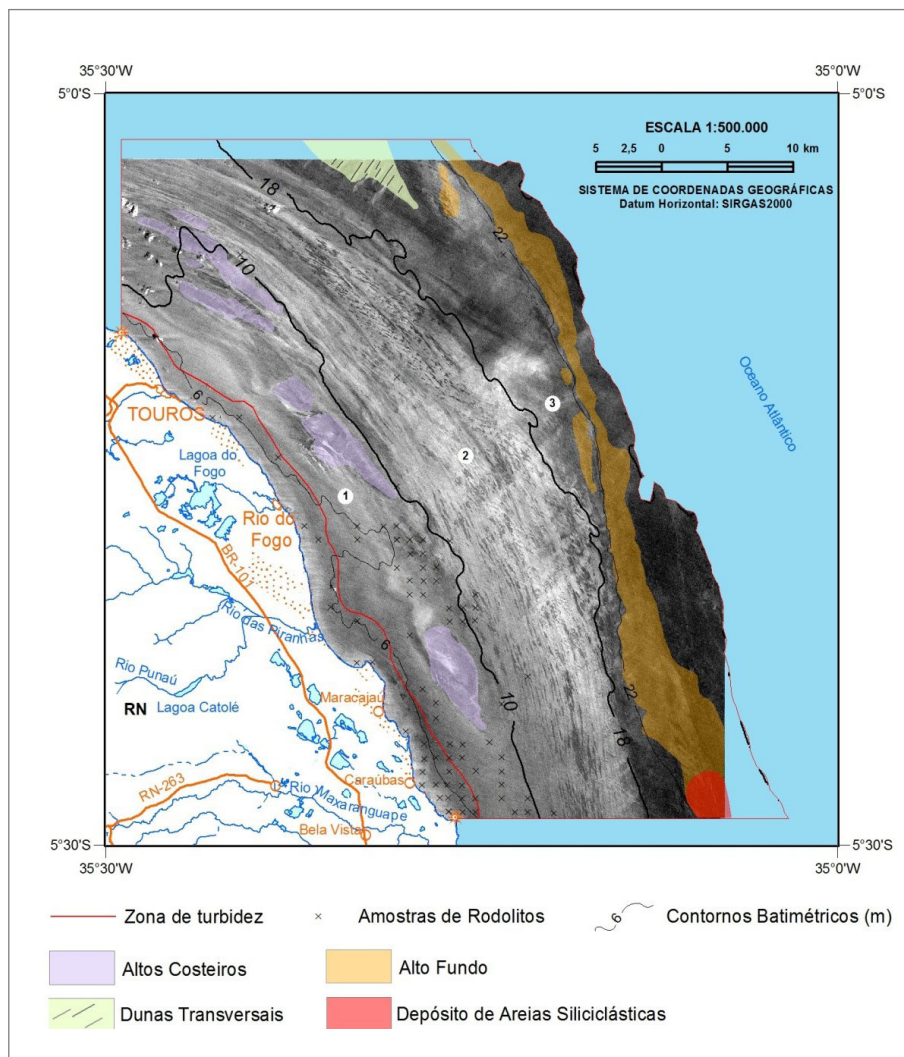 35°30'W
35°0'W
5°0'S
5°0'S
ESCALA 1:500.000
5 2,5 0 5 10 km
SISTEMA DE COORDENADAS GEOGRÁFICAS
Datum Horizontal: SIRGAS2000
18
10
22
6
Oceano Atlântico
TOUROS
3
Lagoa do
Fogo
2
1
Rio do
Fogo
BR-101
Rio das Piranhas
6
Rio Punaú
RN
Lagoa Catolé
Maracajaú
10
22
18
RN-263
Caraúbas
Rio Maxaranguape
Bela Vista
5°30'S
5°30'S
35°30'W
35°0'W
Zona de turbidez
Amostras de Rodolitos
6
Contornos Batimétricos (m)
Altos Costeiros
Alto Fundo
Dunas Transversais
Depósito de Areias Siliciclásticas